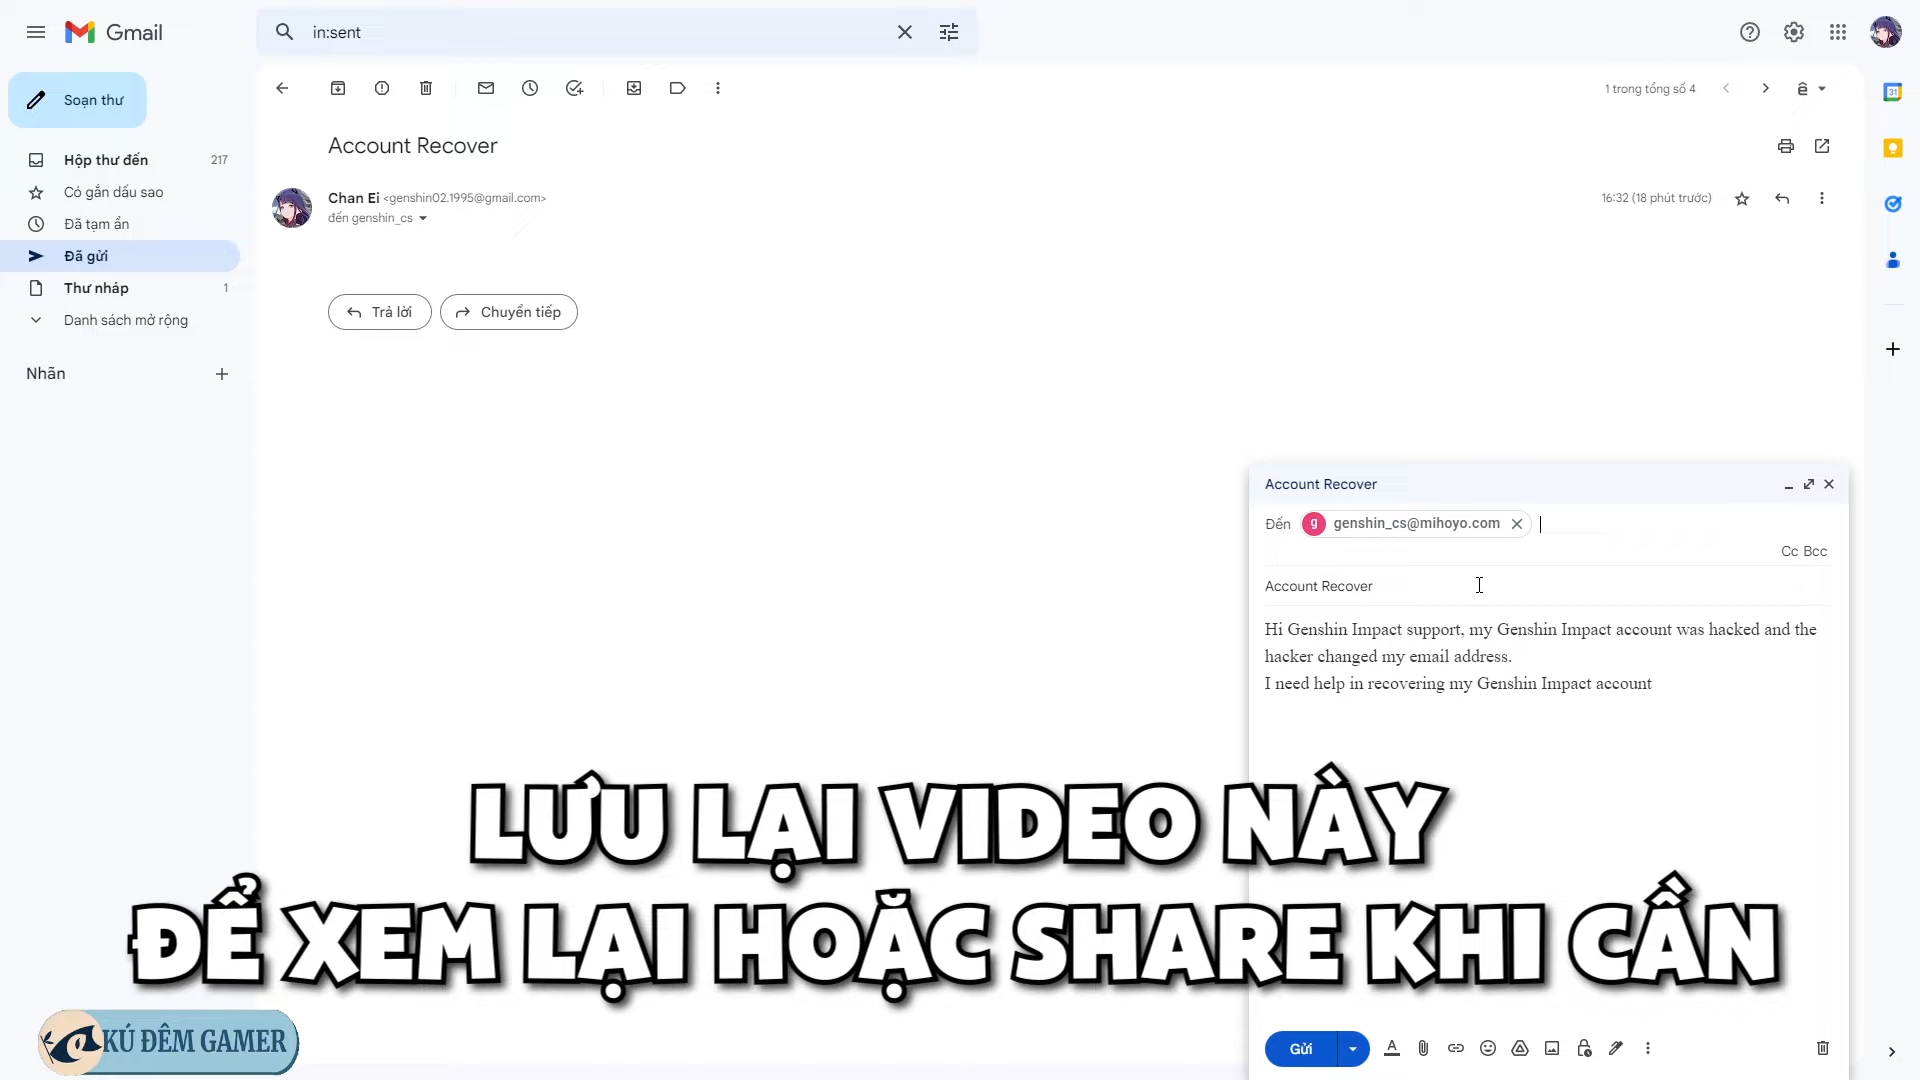 Gmail
in:sent
Soạn thư
1 trong tổng số 4
Account Recover
Hộp thư đến 217
Có gắn dấu sao
Đã tạm ẩn
Đã gửi
Thư nháp 1
Danh sách mở rộng
Nhãn
Chan Ei <genshin02.1995@gmail.com>
16:32 (18 phút trước)
đến genshin_cs
Trả lời
Chuyển tiếp
31
Account Recover
Đến g genshin_cs@mihoyo.com
Cc Bcc
Account Recover
Hi Genshin Impact support, my Genshin Impact account was hacked and the
hacker changed my email address.
I need help in recovering my Genshin Impact account
LƯU LẠI VIDEO NÀY
ĐỂ XEM LẠI HOẶC SHARE KHI CẦN
KÚ ĐÊM GAMER
Gửi